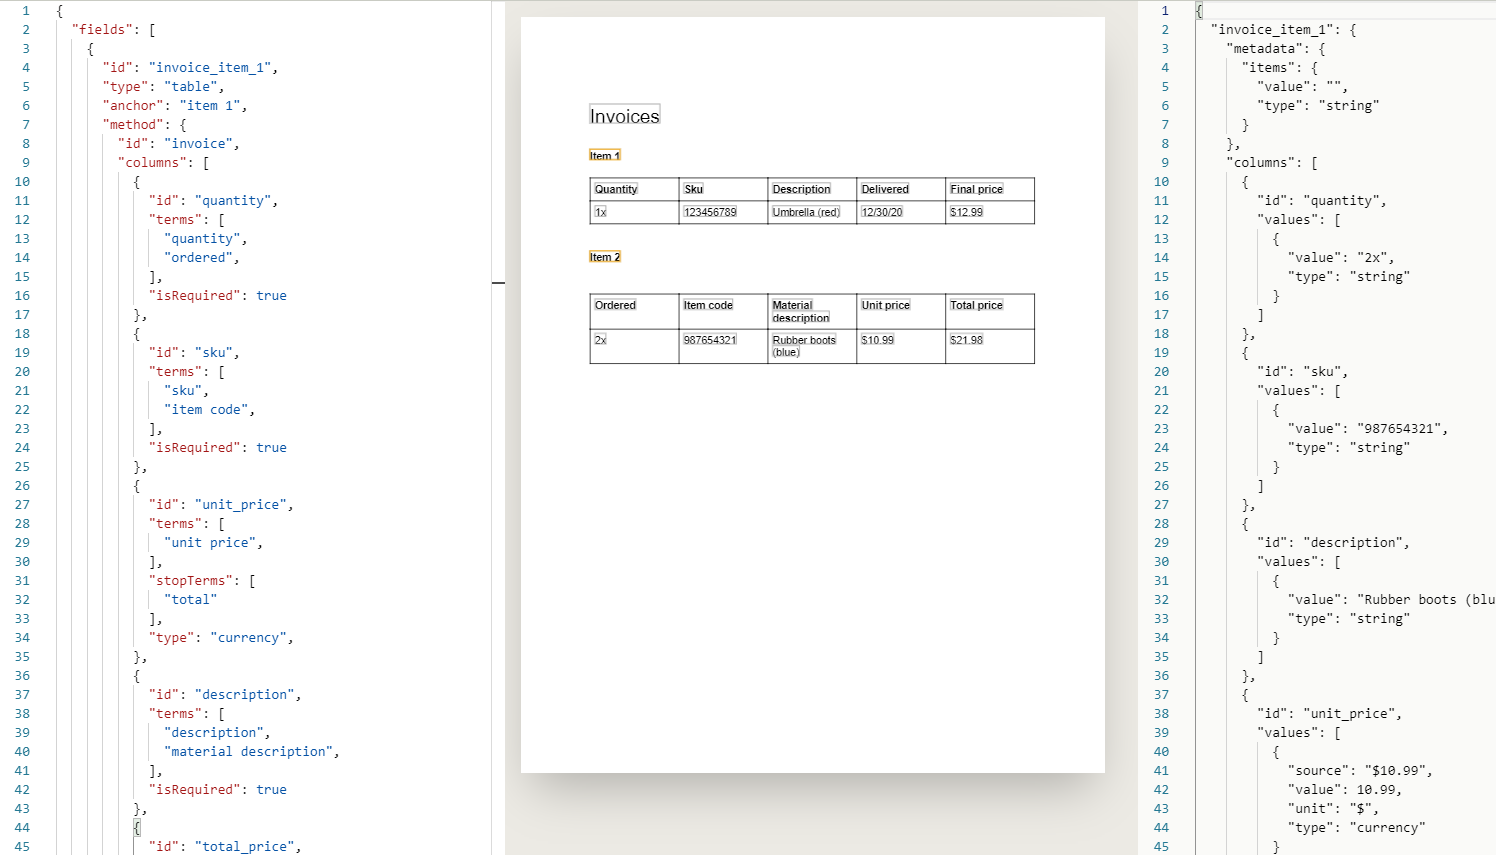 1 {
2 "fields": [
3 {
4 "id": "invoice_item_1",
5 "type": "table",
6 "anchor": "item 1",
7 "method": {
8 "id": "invoice",
9 "columns": [
10 {
11 "id": "quantity",
12 "terms": [
13 "quantity",
14 "ordered",
15 ],
16 "isRequired": true
17 },
18 {
19 "id": "sku",
20 "terms": [
21 "sku",
22 "item code",
23 ],
24 "isRequired": true
25 },
26 {
27 "id": "unit_price",
28 "terms": [
29 "unit price",
30 ],
31 "stopTerms": [
32 "total"
33 ],
34 "type": "currency",
35 },
36 {
37 "id": "description",
38 "terms": [
39 "description",
40 "material description",
41 ],
42 "isRequired": true
43 },
44 {
45 "id": "total_price",
Invoices
Item 1
Quantity Sku Description Delivered Final price
1x 123456789 Umbrella (red) 12/30/20 $12.99
Item 2
Ordered Item code Material description Unit price Total price
2x 987654321 Rubber boots (blue) $10.99 $21.98
1 {
2 "invoice_item_1": {
3 "metadata": {
4 "items": {
5 "value": "",
6 "type": "string"
7 }
8 },
9 "columns": [
10 {
11 "id": "quantity",
12 "values": [
13 {
14 "value": "2x",
15 "type": "string"
16 }
17 ]
18 },
19 {
20 "id": "sku",
21 "values": [
22 {
23 "value": "987654321",
24 "type": "string"
25 }
26 ]
27 },
28 {
29 "id": "description",
30 "values": [
31 {
32 "value": "Rubber boots (blu
33 "type": "string"
34 }
35 ]
36 },
37 {
38 "id": "unit_price",
39 "values": [
40 {
41 "source": "$10.99",
42 "value": 10.99,
43 "unit": "$",
44 "type": "currency"
45 }